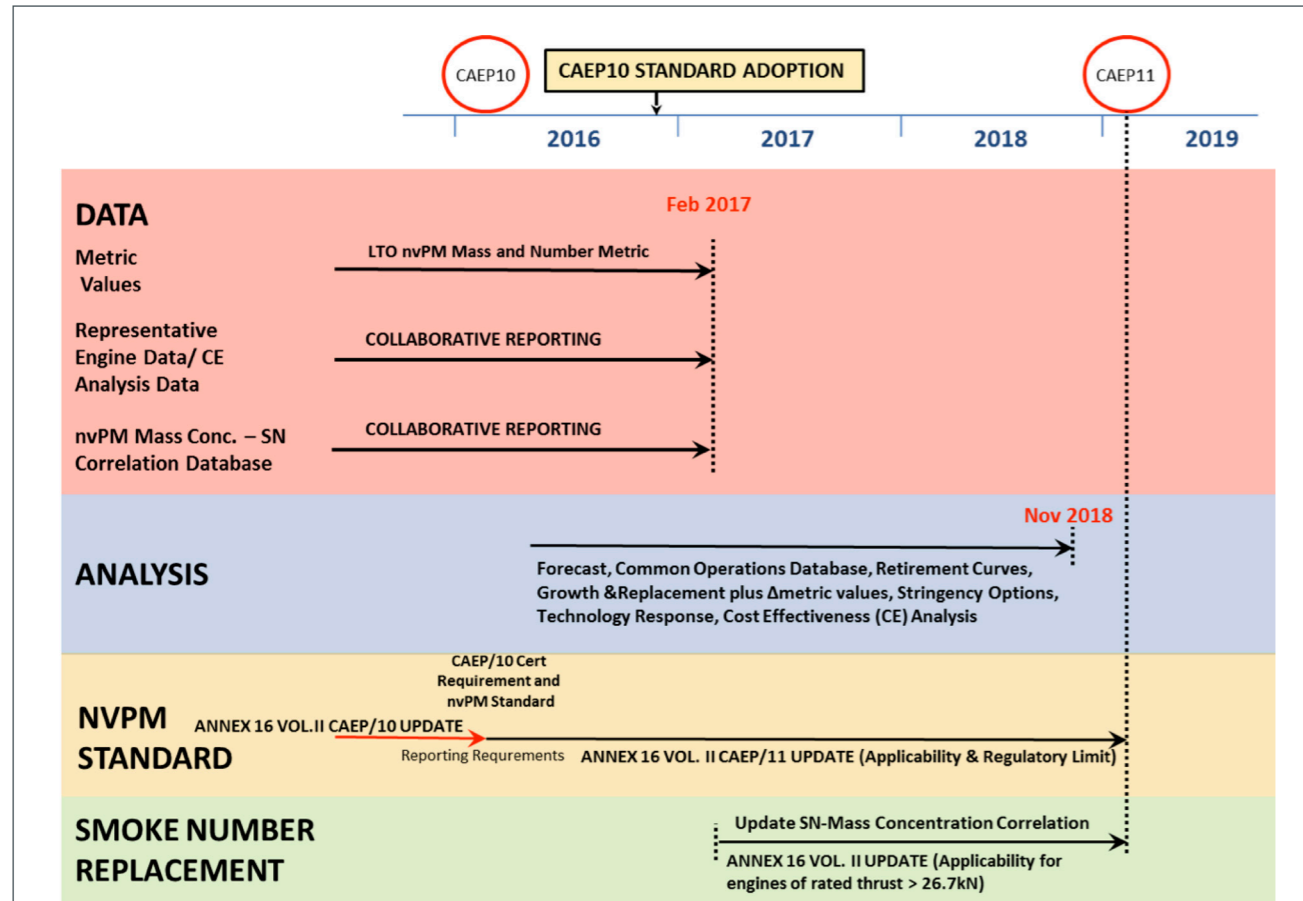 CAEP10
CAEP10 STANDARD ADOPTION
CAEP11
2016
2017
2018
2019
DATA
Feb 2017
Metric
Values
LTO nvPM Mass and Number Metric
Representative
Engine Data/ CE
Analysis Data
COLLABORATIVE REPORTING
nvPM Mass Conc. – SN
Correlation Database
COLLABORATIVE REPORTING
ANALYSIS
Nov 2018
Forecast, Common Operations Database, Retirement Curves,
Growth &Replacement plus Δmetric values, Stringency Options,
Technology Response, Cost Effectiveness (CE) Analysis
NVPM
STANDARD
CAEP/10 Cert
Requirement and
nvPM Standard
ANNEX 16 VOL.II CAEP/10 UPDATE
Reporting Requrements
ANNEX 16 VOL. II CAEP/11 UPDATE (Applicability & Regulatory Limit)
SMOKE NUMBER
REPLACEMENT
Update SN-Mass Concentration Correlation
ANNEX 16 VOL. II UPDATE (Applicability for
engines of rated thrust > 26.7kN)